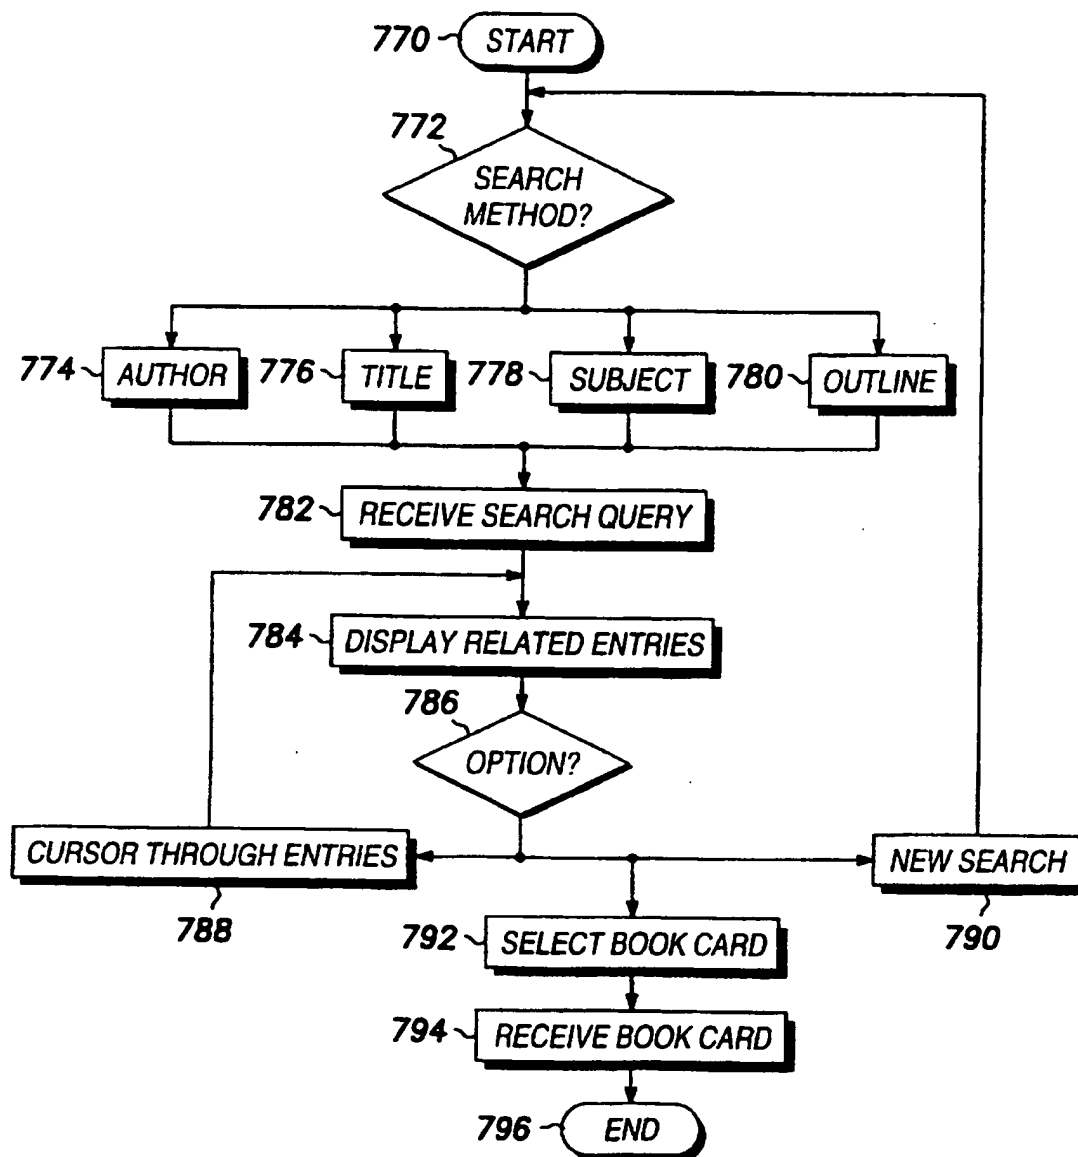 770 START
772
SEARCH
METHOD?
774 AUTHOR 776 TITLE 778 SUBJECT 780 OUTLINE
782 RECEIVE SEARCH QUERY
784 DISPLAY RELATED ENTRIES
786
OPTION?
CURSOR THROUGH ENTRIES NEW SEARCH
788 790
792 SELECT BOOK CARD
794 RECEIVE BOOK CARD
796 END